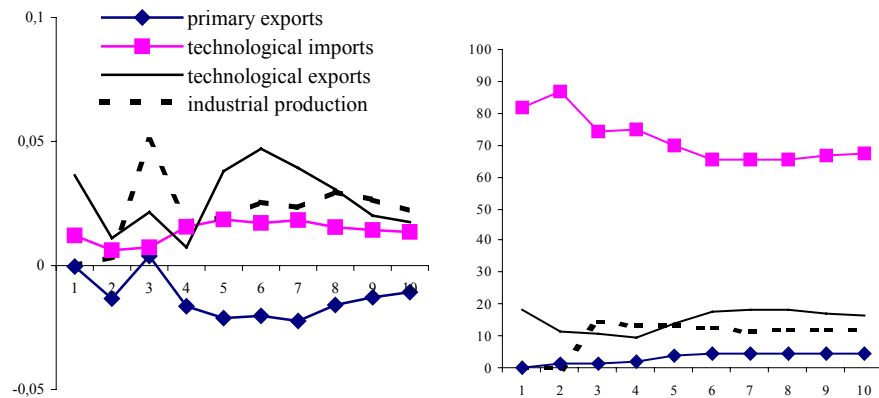 0,1
primary exports
technological imports
technological exports
industrial production
0,05
0
1 2 3 4 5 6 7 8 9 10
-0,05
100
90
80
70
60
50
40
30
20
10
0
1 2 3 4 5 6 7 8 9 10